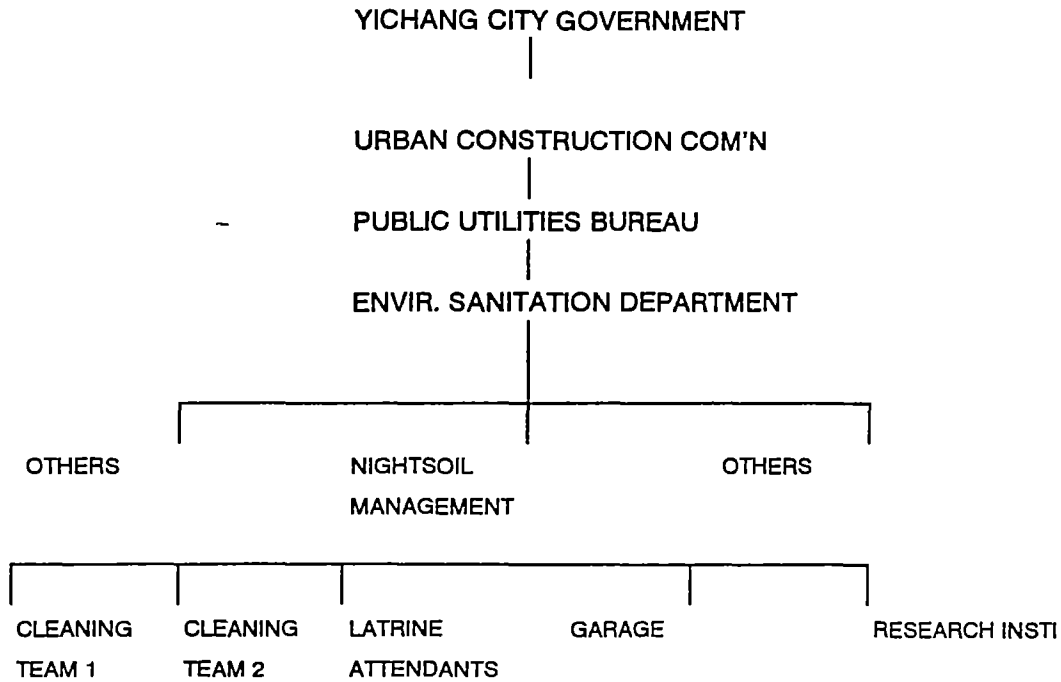 YICHANG CITY GOVERNMENT
URBAN CONSTRUCTION COM'N
PUBLIC UTILITIES BUREAU
ENVIR. SANITATION DEPARTMENT
OTHERS NIGHTSOIL MANAGEMENT OTHERS
CLEANING TEAM 1 CLEANING TEAM 2 LATRINE ATTENDANTS GARAGE RESEARCH INSTI